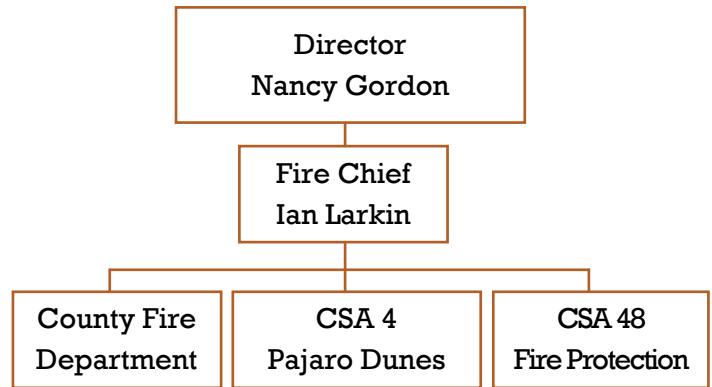 Director
Nancy Gordon
Fire Chief
Ian Larkin
County Fire
Department
CSA 4
Pajaro Dunes
CSA 48
Fire Protection